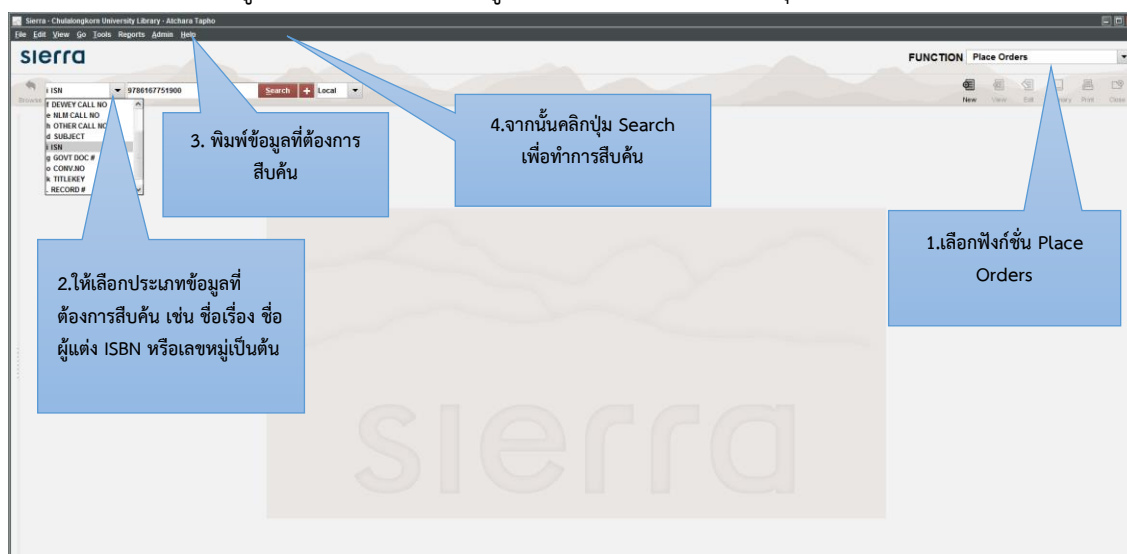 Sierra - Chulalongkorn University Library - Atchara Tapho
File Edit View Go Tools Reports Admin Help
sierra
FUNCTION Place Orders
i ISN 9786167751900 Search + Local
Browse
New View Edit Print Close
f DEWEY CALL NO
e NLM CALL NO
h OTHER CALL NO
d SUBJECT
i ISN
g GOVT DOC #
o CONV.NO
k TITLEKEY
. RECORD #
3. พิมพ์ข้อมูลที่ต้องการ
สืบค้น
4.จากนั้นคลิกปุ่ม Search
เพื่อทำการสืบค้น
1.เลือกฟังก์ชั่น Place
Orders
2.ให้เลือกประเภทข้อมูลที่
ต้องการสืบค้น เช่น ชื่อเรื่อง ชื่อ
ผู้แต่ง ISBN หรือเลขหมู่เป็นต้น
sierra